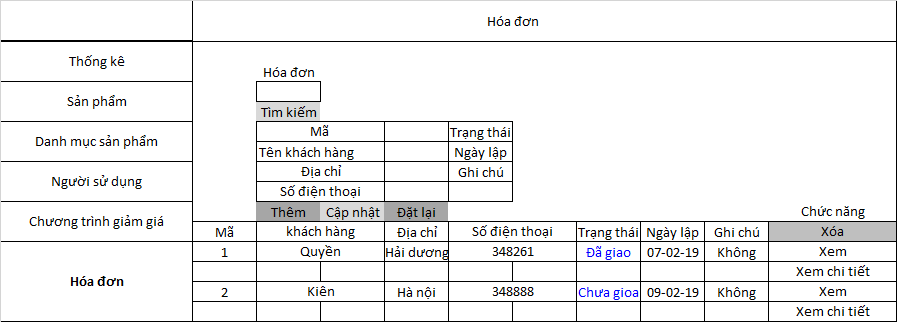 Hóa đơn
Thống kê
Hóa đơn
Sản phẩm
Tìm kiếm
Mã Trạng thái
Danh mục sản phẩm
Tên khách hàng Ngày lập
Địa chỉ Ghi chú
Người sử dụng
Số điện thoại
Thêm Cập nhật Đặt lại Chức năng
Chương trình giảm giá
Mã khách hàng Địa chỉ Số điện thoại Trạng thái Ngày lập Ghi chú Xóa
1 Quyền Hải dương 348261 Đã giao 07-02-19 Không Xem
Xem chi tiết
Hóa đơn
2 Kiên Hà nội 348888 Chưa gioa 09-02-19 Không Xem
Xem chi tiết